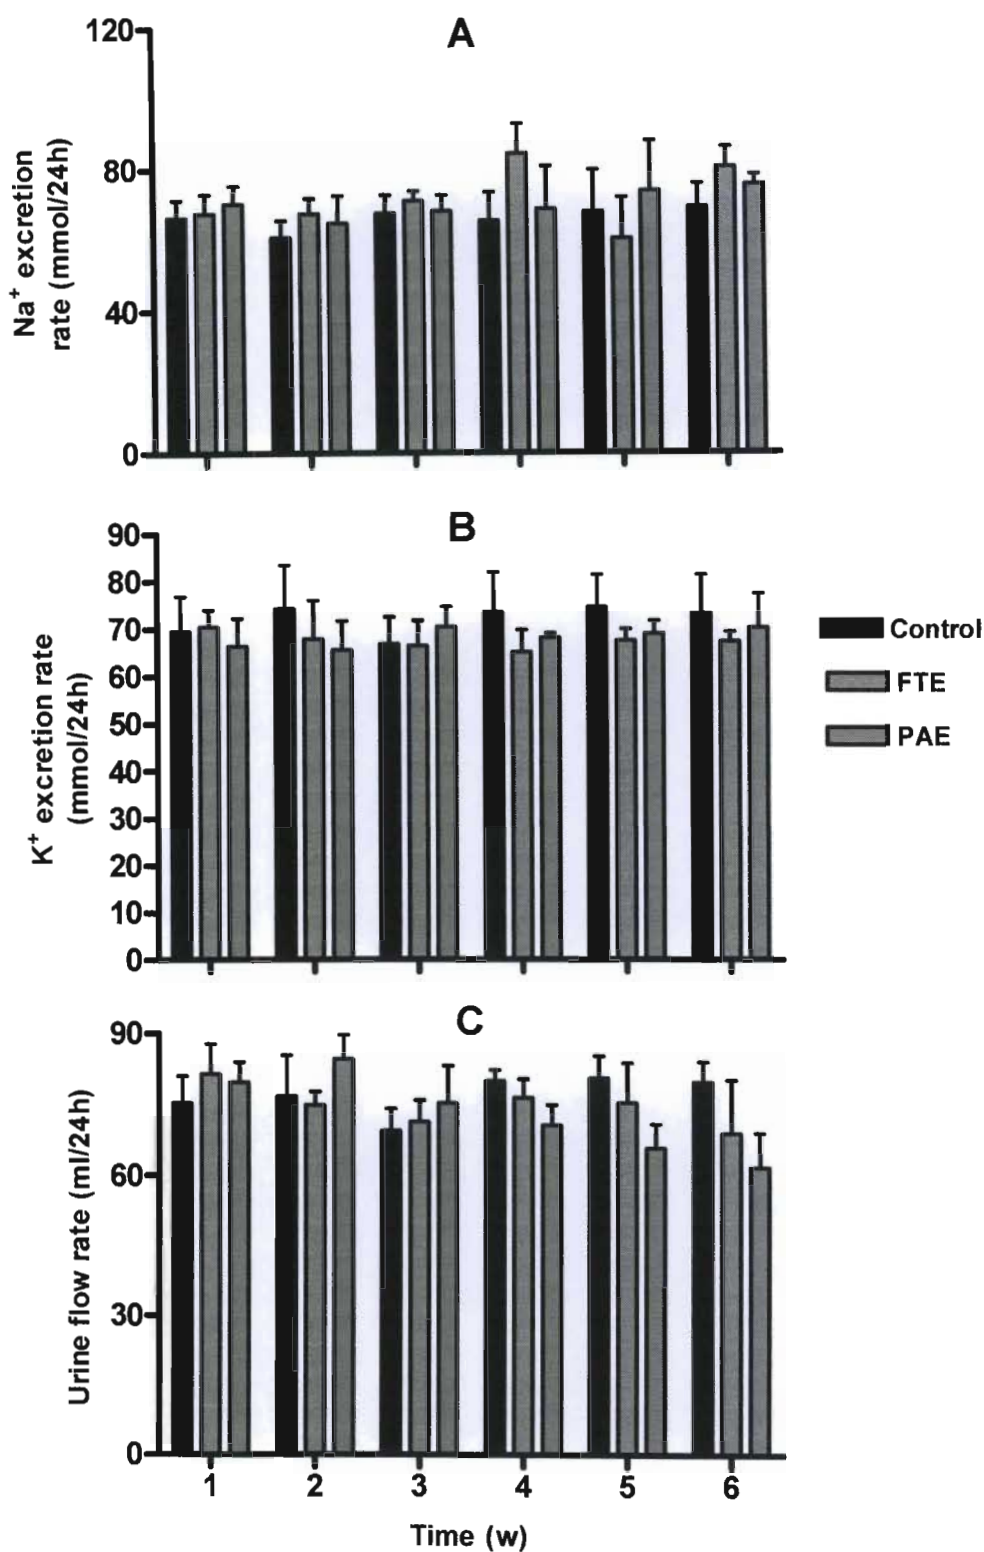 A
120
80
40
0
Na⁺ excretion
rate (mmol/24h)
B
90
80
70
60
50
40
30
20
10
0
K⁺ excretion rate
(mmol/24h)
Control
FTE
PAE
C
90
60
30
0
Urine flow rate (ml/24h)
1 2 3 4 5 6
Time (w)